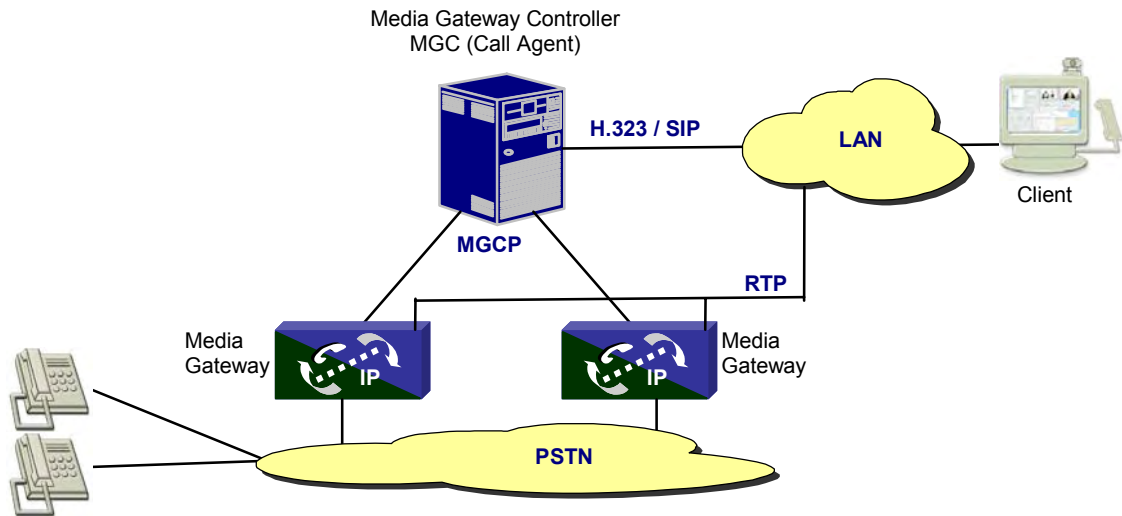 Media Gateway Controller
MGC (Call Agent)
H.323 / SIP
LAN
Client
MGCP
RTP
Media
Gateway
IP
IP
Media
Gateway
PSTN